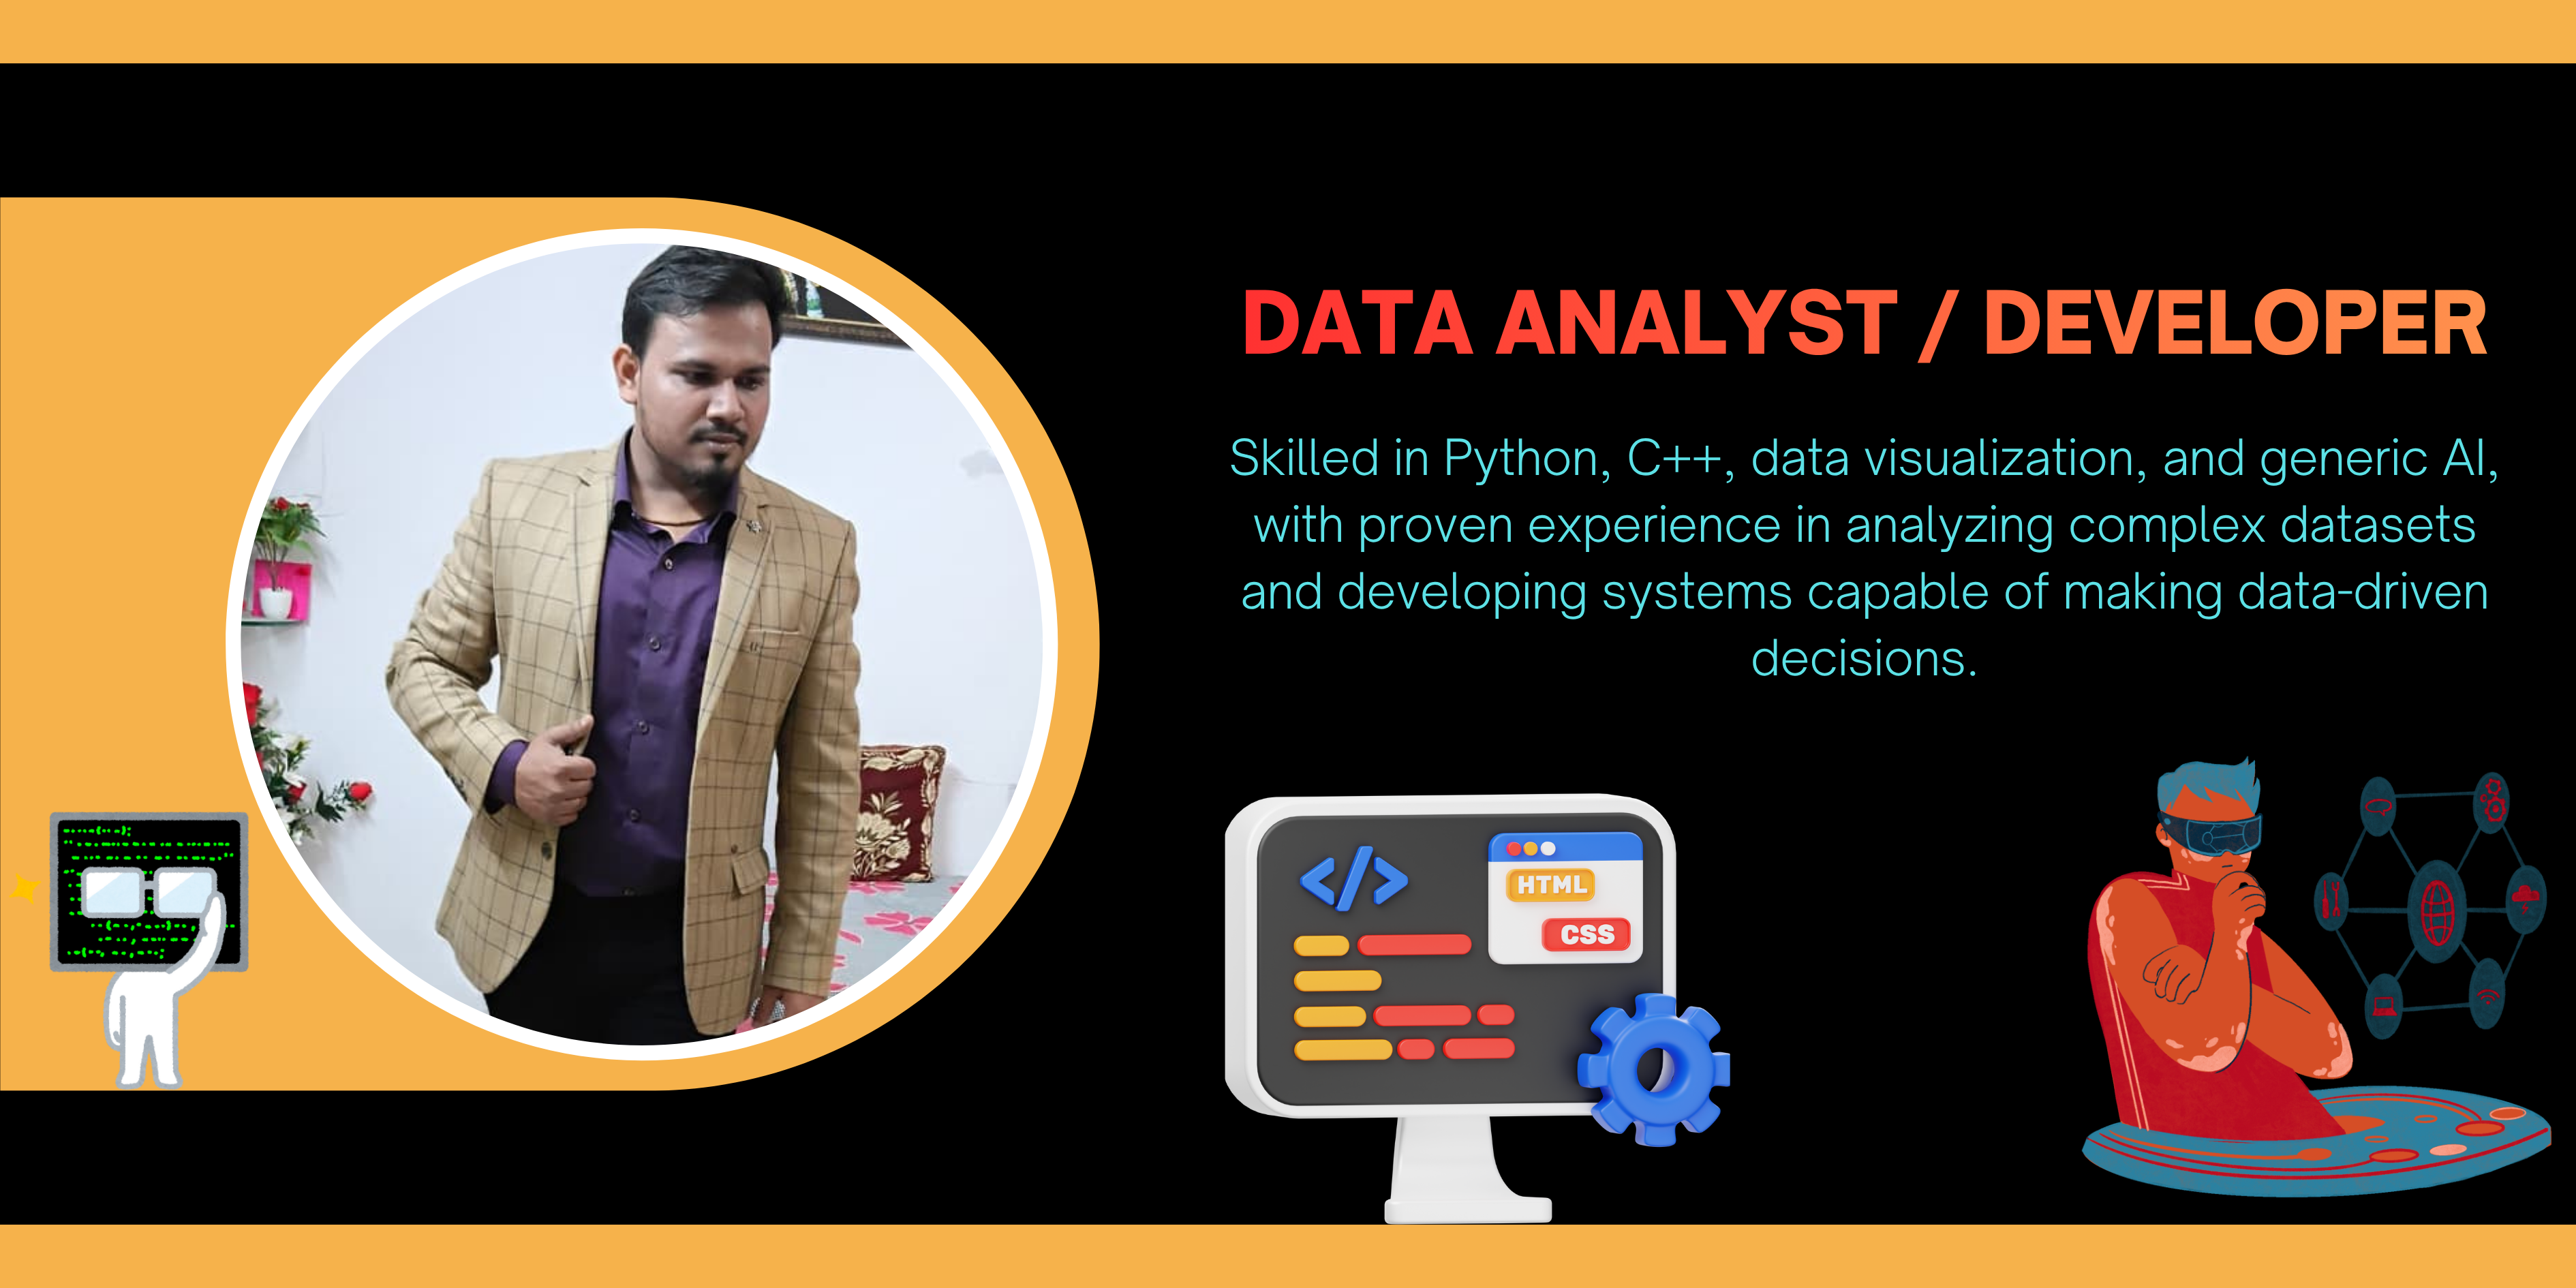 DATA ANALYST / DEVELOPER
Skilled in Python, C++, data visualization, and generic AI,
with proven experience in analyzing complex datasets
and developing systems capable of making data-driven
decisions.
</>
HTML
CSS